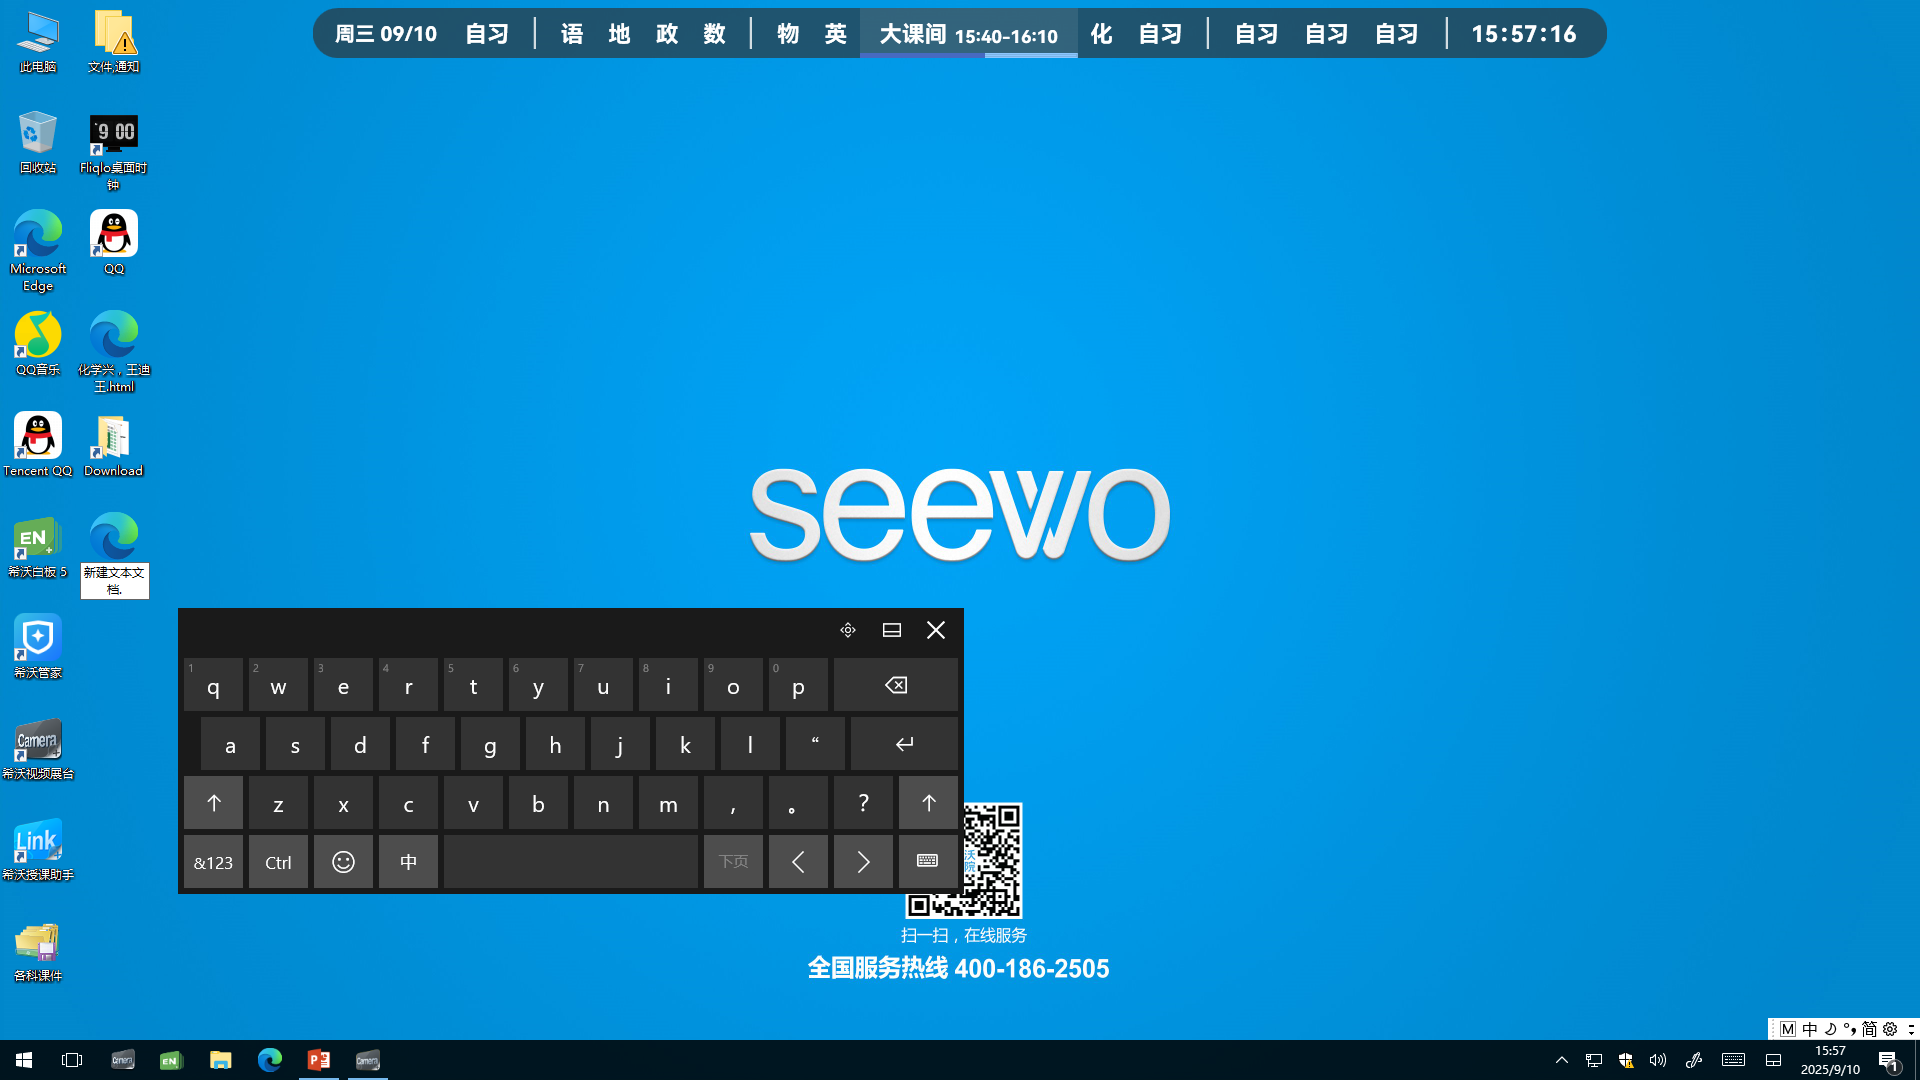 周三 09/10 自习 | 语 地 政 数 | 物 英 大课间 15:40-16:10 化 自习 | 自习 自习 自习 | 15:57:16
此电脑
文件,通知
回收站
Fliqlo桌面时
钟
Microsoft
Edge
QQ
QQ音乐
化学兴，王迪
王.html
Tencent QQ
Download
EN
希沃白板 5
新建文本文
档.
希沃管家
Camera
希沃视频展台
Link
希沃授课助手
各科课件
seewo
1 q 2 w 3 e 4 r 5 t 6 y 7 u 8 i 9 o 0 p
a s d f g h j k l “
z x c v b n m , 。 ?
&123 Ctrl 中 下页
扫一扫，在线服务
全国服务热线 400-186-2505
M 中 简
15:57
2025/9/10
1